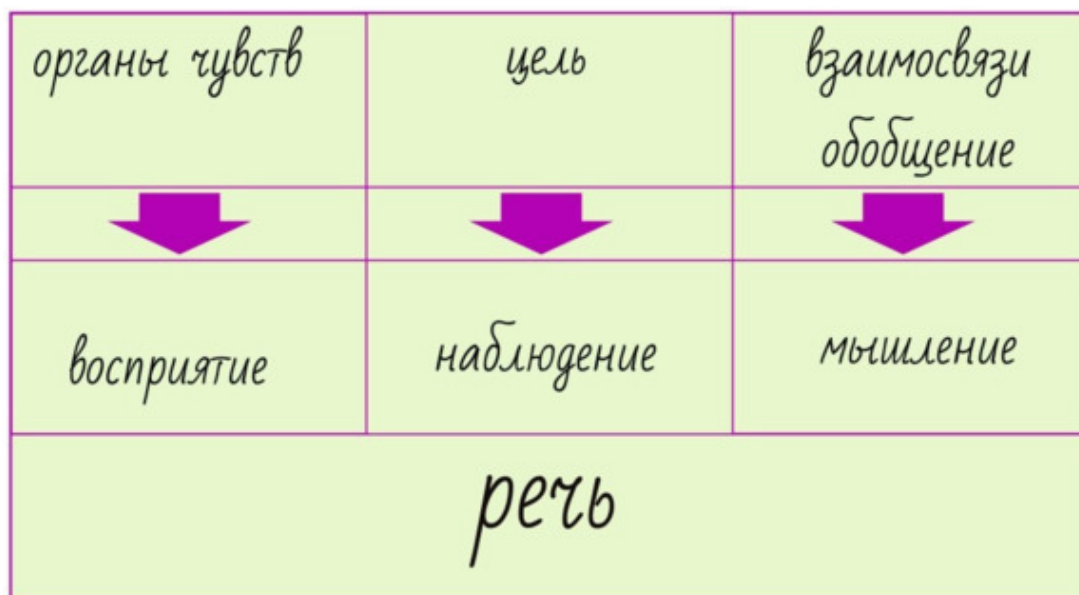 органы чувств
цель
взаимосвязи
обобщение
восприятие
наблюдение
мышление
речь